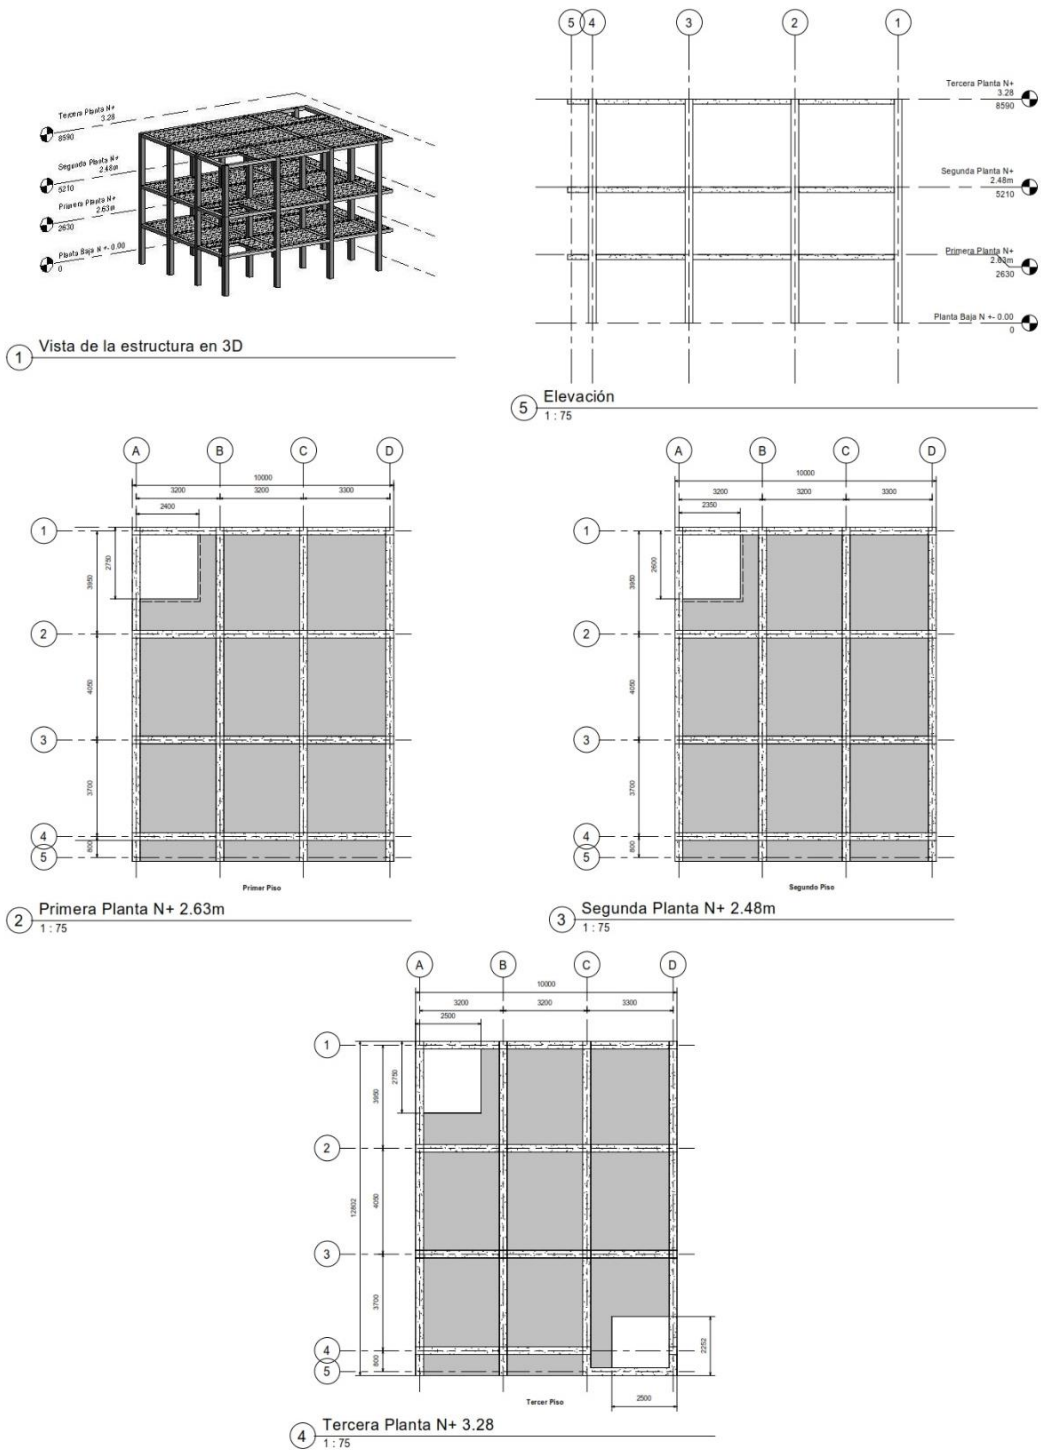 Tercera Planta N+
3.28
8590
Segunda Planta N+
2.48m
5210
Primera Planta N+
2.63m
2630
Planta Baja N +- 0.00
0
1 Vista de la estructura en 3D
5 4 3 2 1
Tercera Planta N+
3.28
8590
Segunda Planta N+
2.48m
5210
Primera Planta N+
2.63m
2630
Planta Baja N +- 0.00
0
5 Elevación
1 : 75
A B C D
10000
3200 3200 3300
2400
1
2750
3950
2
4050
3
3700
4
800
5
Primer Piso
2 Primera Planta N+ 2.63m
1 : 75
A B C D
10000
3200 3200 3300
2350
1
2600
3950
2
4050
3
3700
4
800
5
Segundo Piso
3 Segunda Planta N+ 2.48m
1 : 75
A B C D
10000
3200 3200 3300
2500
1
2750
3950
2
4050
12802
3
3700
4
2252
800
5
2500
Tercer Piso
4 Tercera Planta N+ 3.28
1 : 75